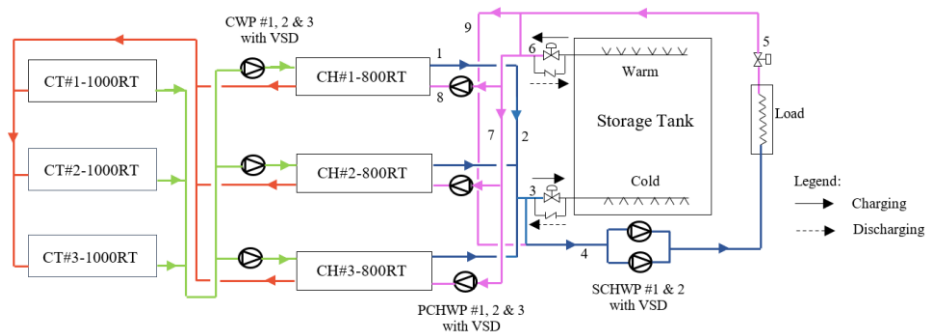 CWP #1, 2 & 3
with VSD
CT#1-1000RT
CH#1-800RT
1
8
9
6
5
Warm
Storage Tank
Load
CT#2-1000RT
CH#2-800RT
7
2
3
Cold
Legend:
Charging
Discharging
CT#3-1000RT
CH#3-800RT
4
PCHWP #1, 2 & 3
with VSD
SCHWP #1 & 2
with VSD